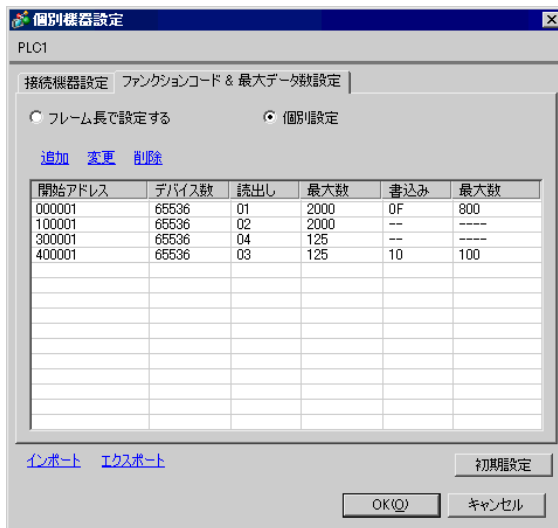 個別機器設定
PLC1
接続機器設定 ファンクションコード & 最大データ数設定
フレーム長で設定する 個別設定
追加 変更 削除
開始アドレス デバイス数 読出し 最大数 書込み 最大数
000001 65536 01 2000 0F 800
100001 65536 02 2000 -- ----
300001 65536 04 125 -- ----
400001 65536 03 125 10 100
インポート エクスポート 初期設定
OK(O) キャンセル